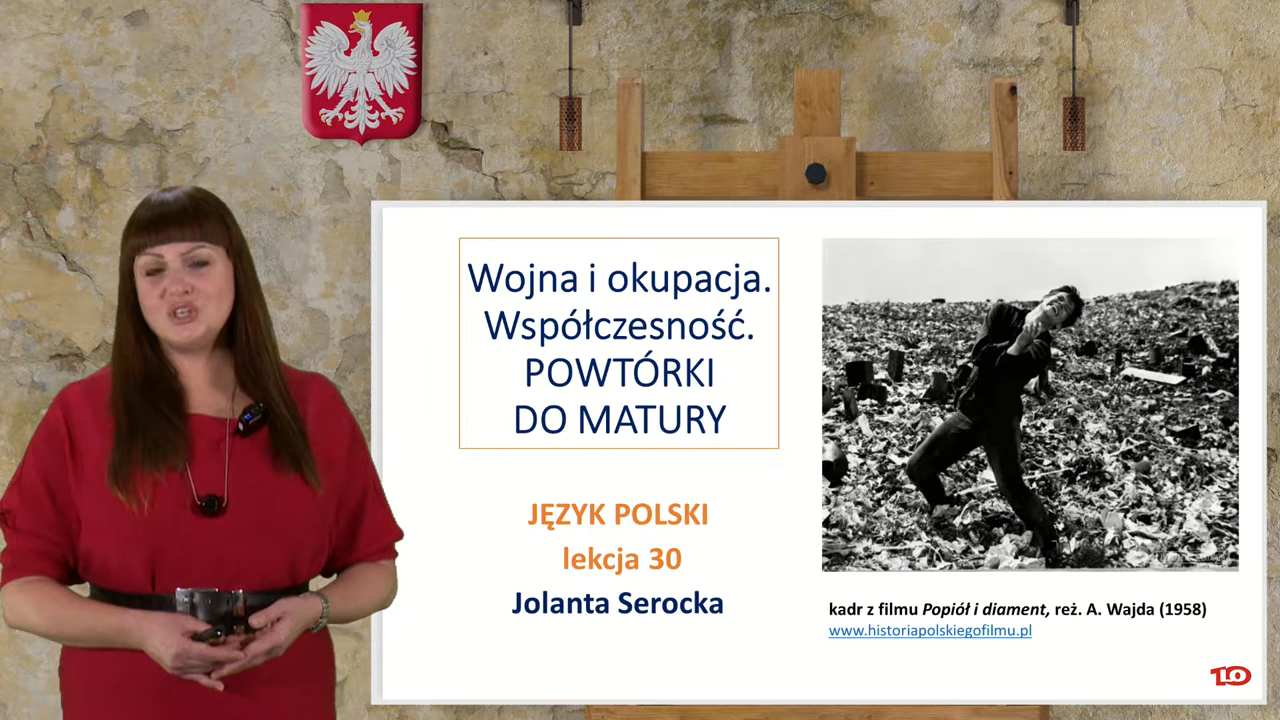 Wojna i okupacja.
Współczesność.
POWTÓRKI
DO MATURY
JĘZYK POLSKI
lekcja 30
Jolanta Serocka
kadr z filmu Popiół i diament, reż. A. Wajda (1958)
www.historiapolskiegofilmu.pl
1LO